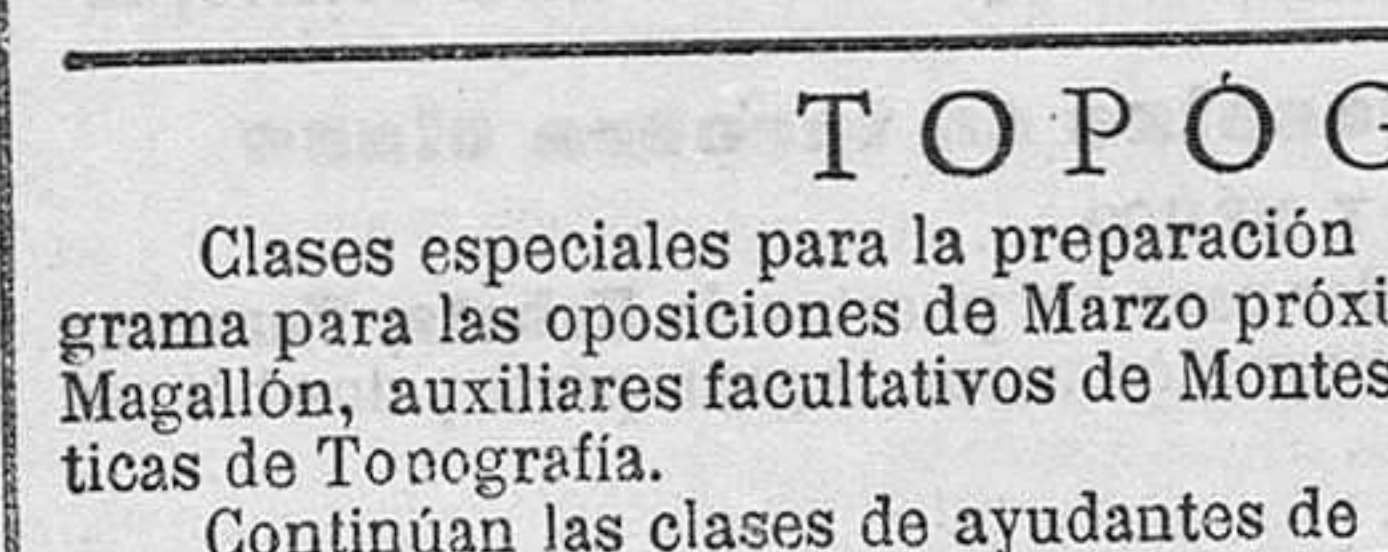 TOPÓG
Clases especiales para la preparación
grama para las oposiciones de Marzo próxi
Magallón, auxiliares facultativos de Montes
ticas de Topografía.
Continúan las clases de ayudantes de